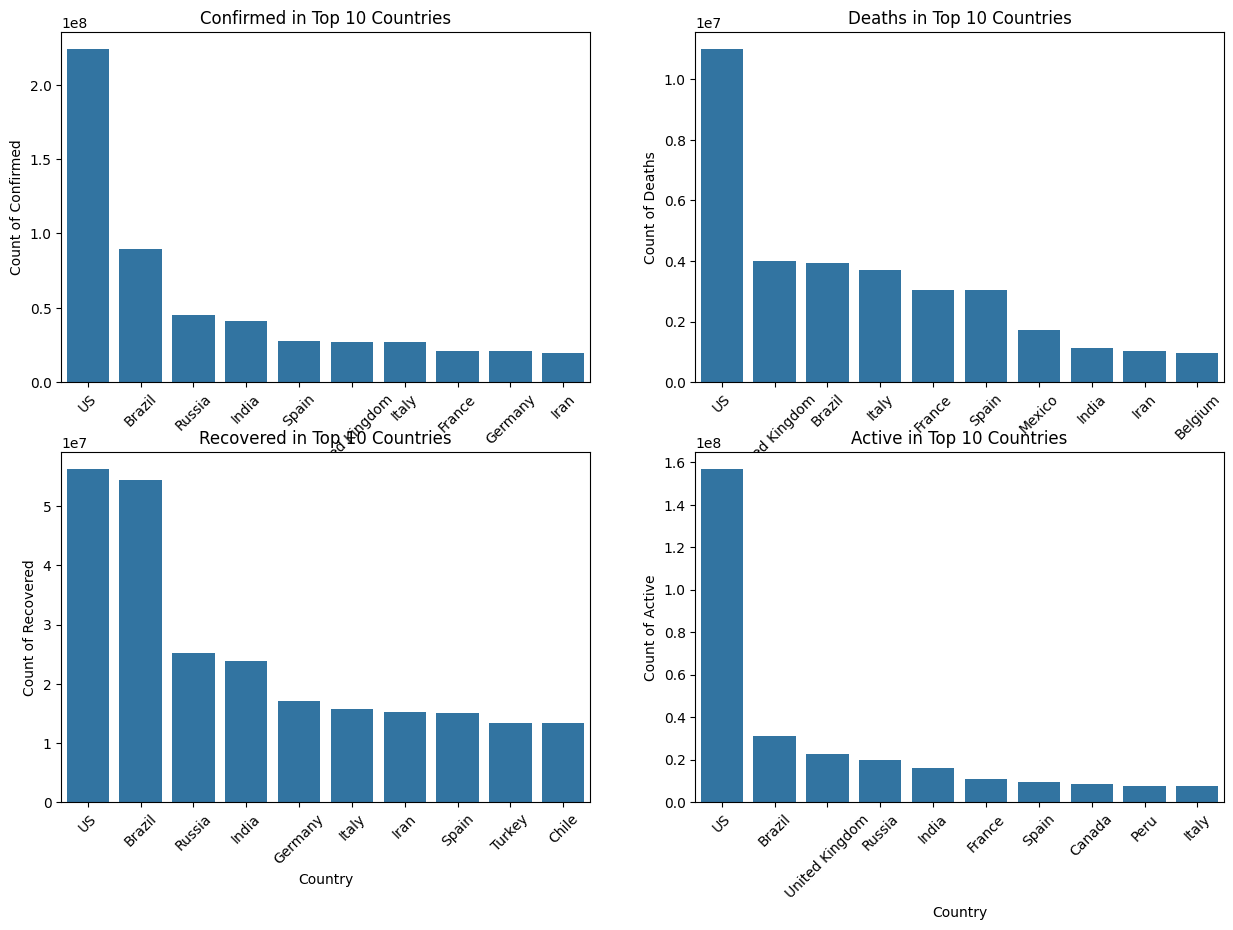 Confirmed in Top 10 Countries
1e8
2.0
1.5
1.0
0.5
0.0
Count of Confirmed
US
Brazil
Russia
India
Spain
Kingdom
Italy
France
Germany
Iran
Deaths in Top 10 Countries
1e7
1.0
0.8
0.6
0.4
0.2
0.0
Count of Deaths
US
Kingdom
Brazil
Italy
France
Spain
Mexico
India
Iran
Belgium
Recovered in Top 10 Countries
1e7
5
4
3
2
1
0
Count of Recovered
US
Brazil
Russia
India
Germany
Italy
Iran
Spain
Turkey
Chile
Country
Active in Top 10 Countries
1e8
1.6
1.4
1.2
1.0
0.8
0.6
0.4
0.2
0.0
Count of Active
US
Brazil
United Kingdom
Russia
India
France
Spain
Canada
Peru
Italy
Country